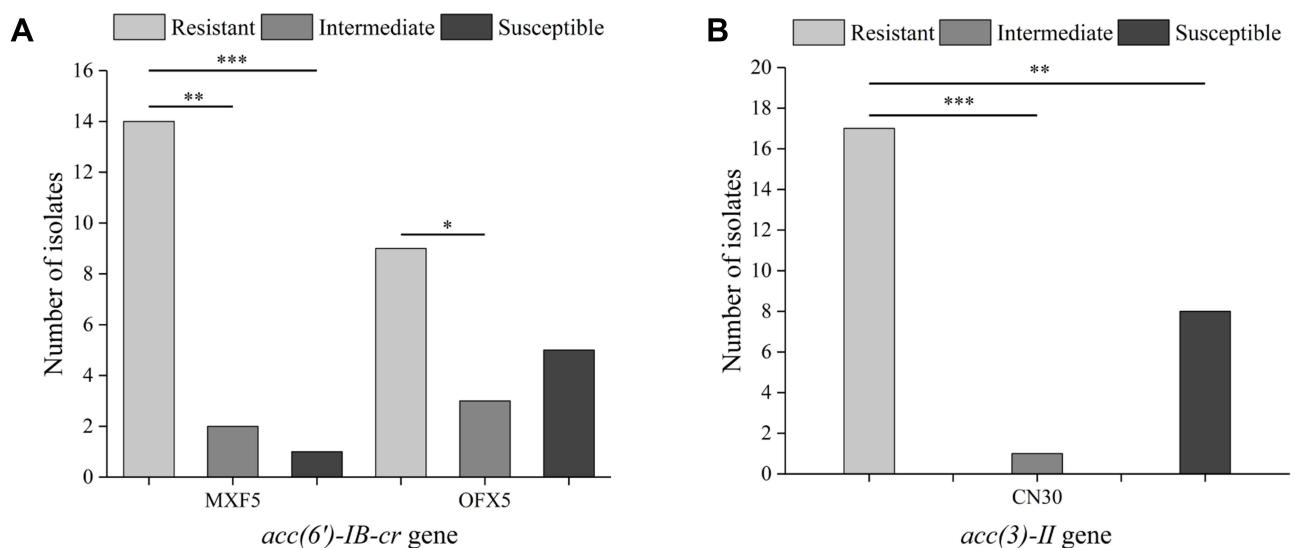 A
Resistant Intermediate Susceptible
16
14
12
10
8
6
4
2
0
Number of isolates
***
**
*
MXF5 OFX5
acc(6')-IB-cr gene
B
Resistant Intermediate Susceptible
20
18
16
14
12
10
8
6
4
2
0
Number of isolates
**
***
CN30
acc(3)-II gene